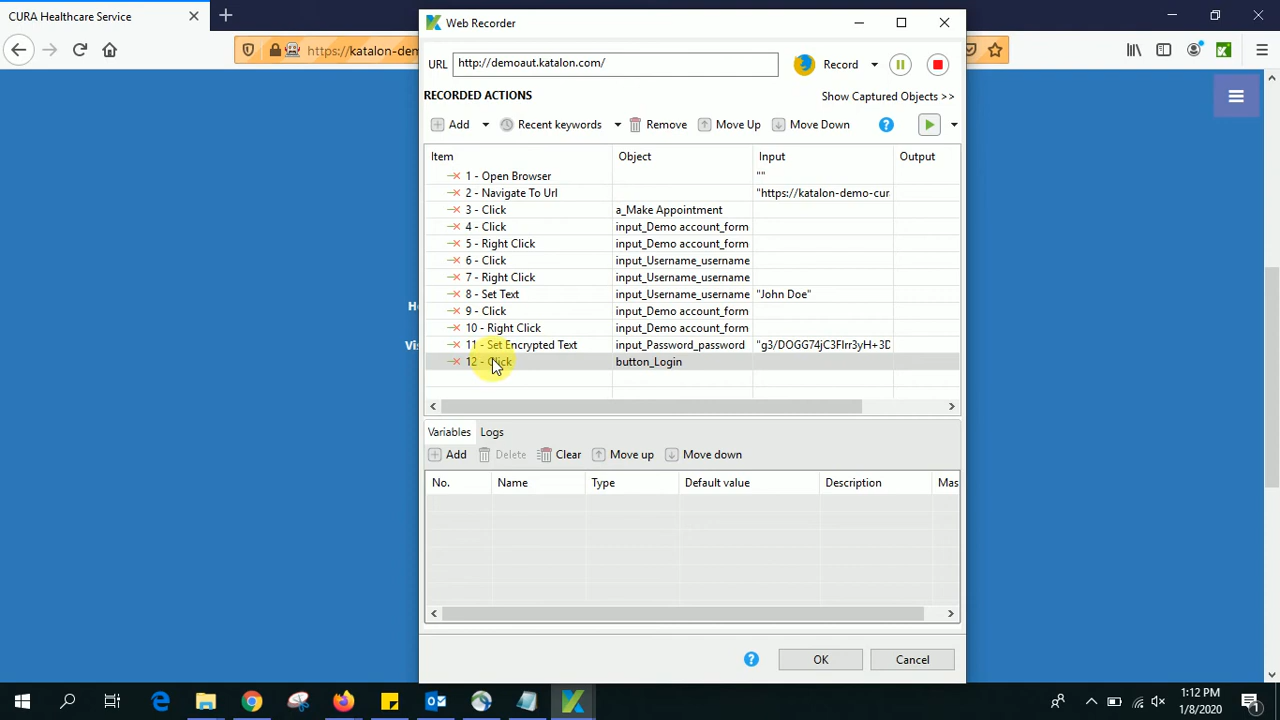 CURA Healthcare Service
Web Recorder
https://katalon-dem
URL
http://demoaut.katalon.com/
Record
RECORDED ACTIONS
Show Captured Objects >>
Add
Recent keywords
Remove
Move Up
Move Down
Item
Object
Input
Output
1 - Open Browser
""
2 - Navigate To Url
"https://katalon-demo-cur
3 - Click
a_Make Appointment
4 - Click
input_Demo account_form
5 - Right Click
input_Demo account_form
6 - Click
input_Username_username
7 - Right Click
input_Username_username
8 - Set Text
input_Username_username
"John Doe"
9 - Click
input_Demo account_form
10 - Right Click
input_Demo account_form
11 - Set Encrypted Text
input_Password_password
12 - Click
button_Login
Variables
Logs
Add
Delete
Clear
Move up
Move down
No.
Name
Type
Default value
Description
Mas
OK
Cancel
1:12 PM
1/8/2020